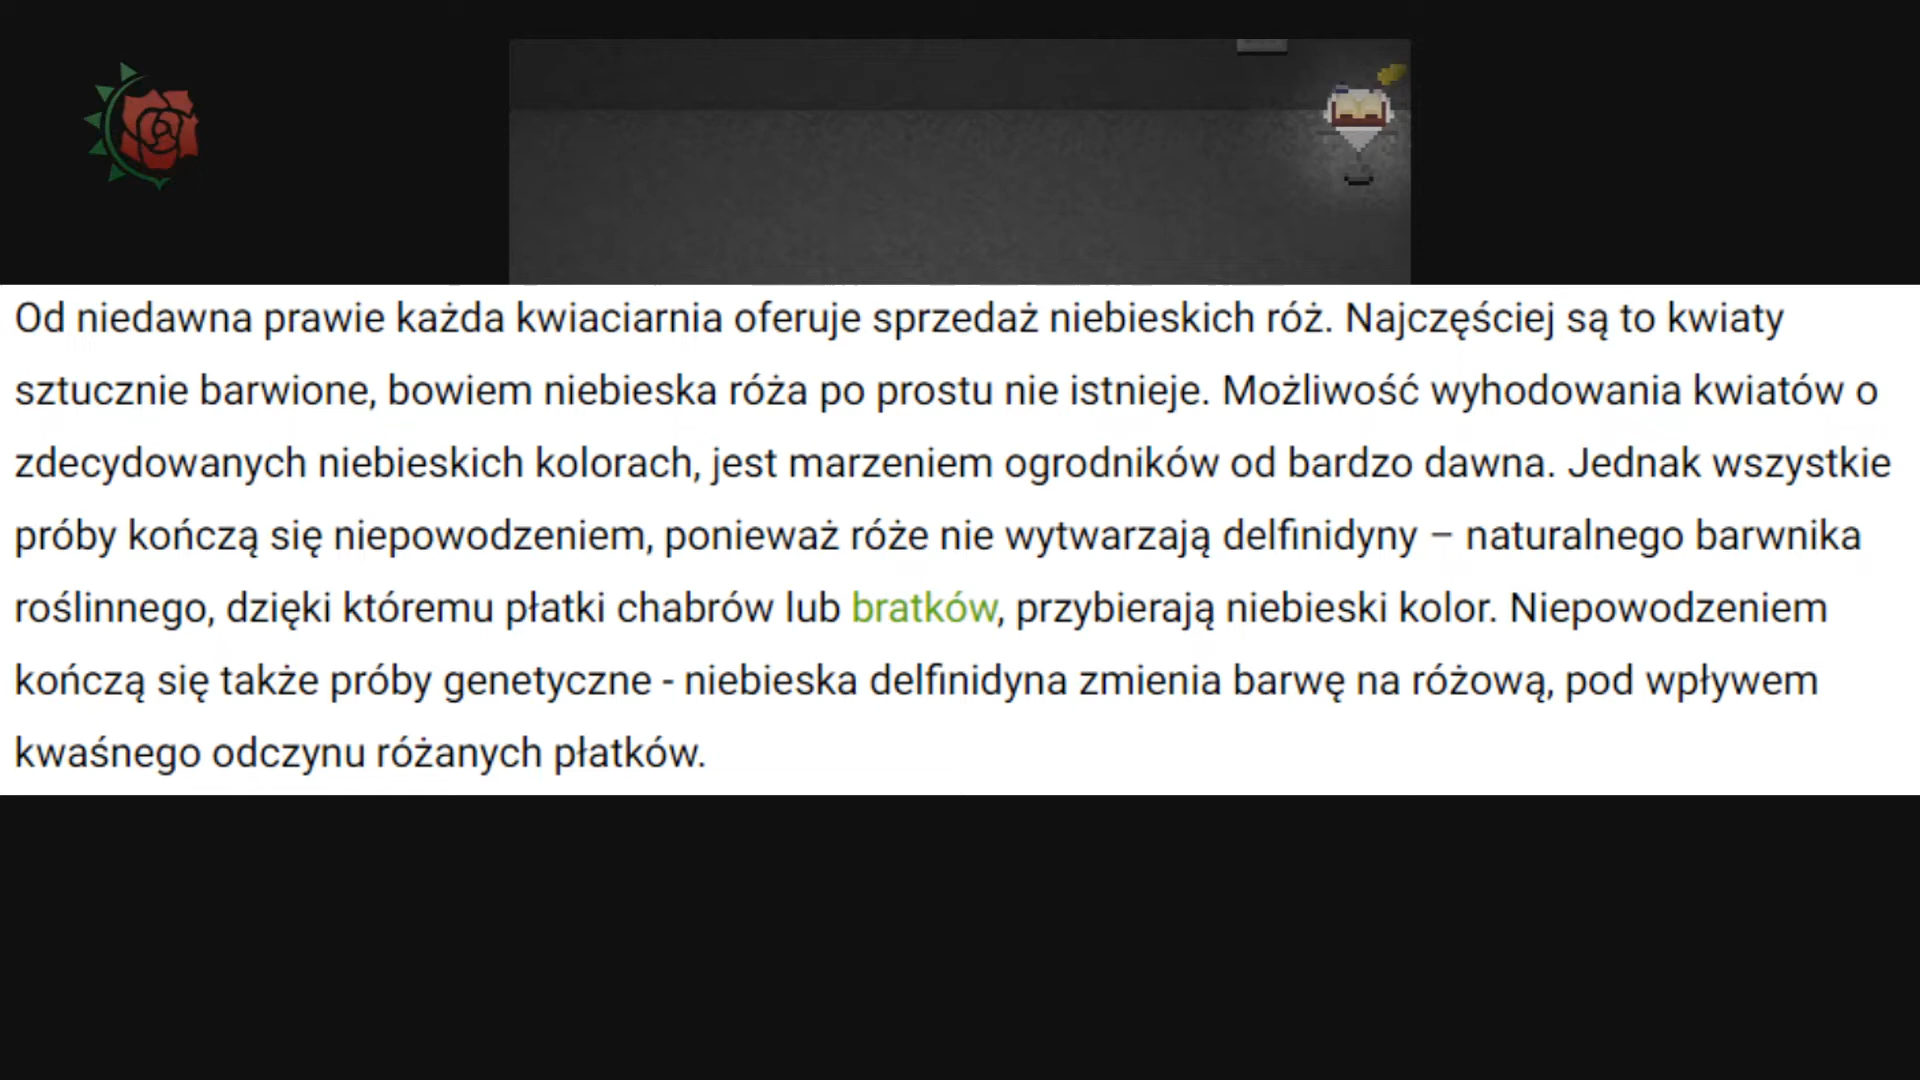 Od niedawna prawie każda kwiaciarnia oferuje sprzedaż niebieskich róż. Najczęściej są to kwiaty
sztucznie barwione, bowiem niebieska róża po prostu nie istnieje. Możliwość wyhodowania kwiatów o
zdecydowanych niebieskich kolorach, jest marzeniem ogrodników od bardzo dawna. Jednak wszystkie
próby kończą się niepowodzeniem, ponieważ róże nie wytwarzają delfinidyny – naturalnego barwnika
roślinnego, dzięki któremu płatki chabrów lub bratków, przybierają niebieski kolor. Niepowodzeniem
kończą się także próby genetyczne - niebieska delfinidyna zmienia barwę na różową, pod wpływem
kwaśnego odczynu różanych płatków.